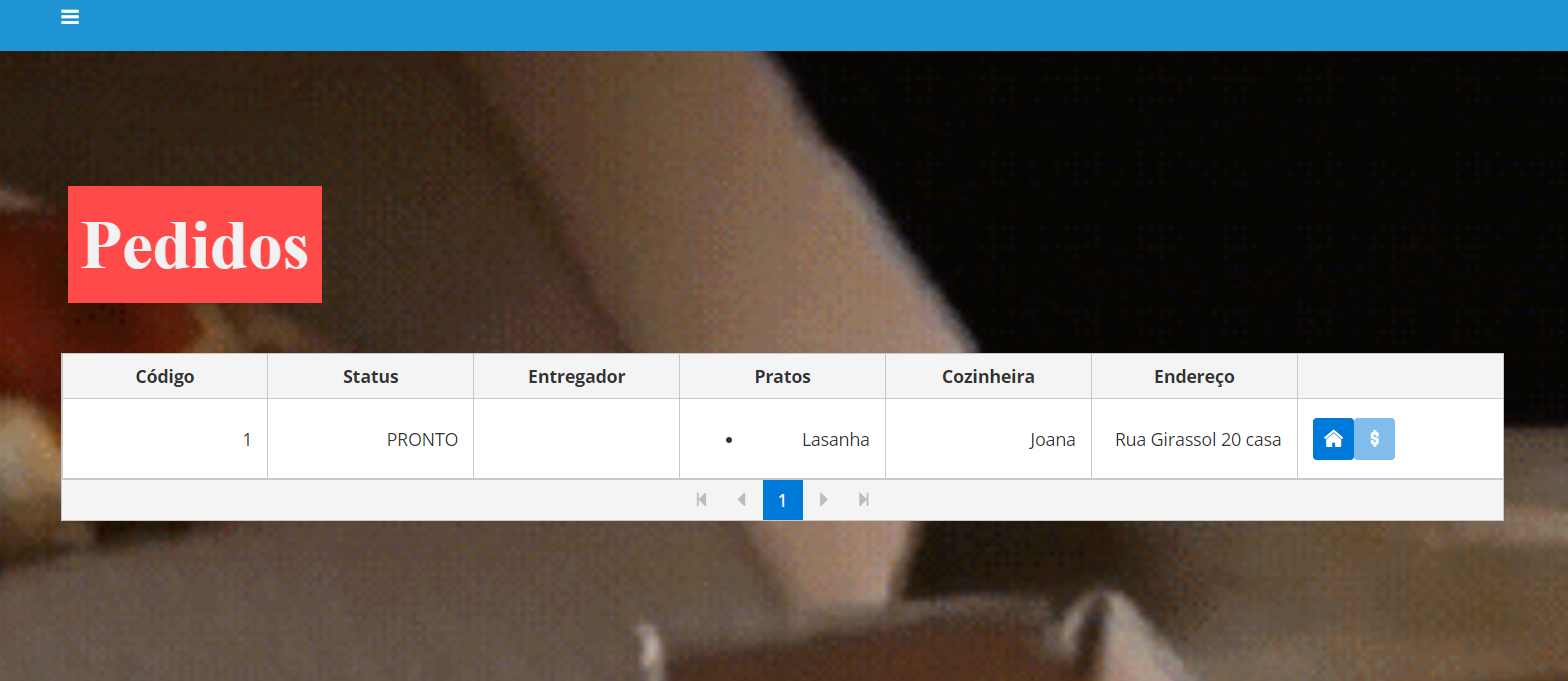 Pedidos
Código Status Entregador Pratos Cozinheira Endereço
1 PRONTO • Lasanha Joana Rua Girassol 20 casa $
1